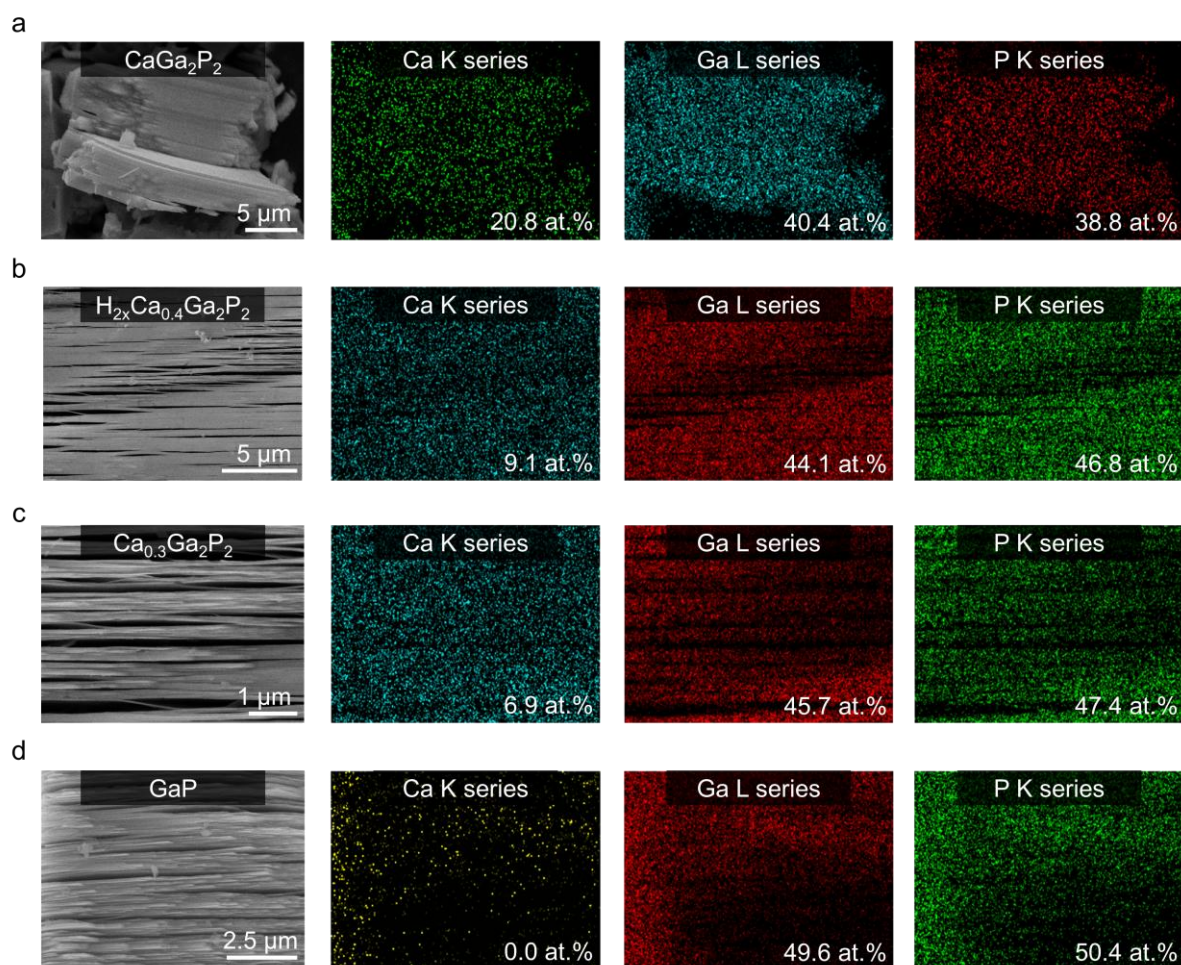 a
CaGa₂P₂
Ca K series
Ga L series
P K series
5 μm
20.8 at.%
40.4 at.%
38.8 at.%
b
H₂ₓCa₀.₄Ga₂P₂
Ca K series
Ga L series
P K series
5 μm
9.1 at.%
44.1 at.%
46.8 at.%
c
Ca₀.₃Ga₂P₂
Ca K series
Ga L series
P K series
1 μm
6.9 at.%
45.7 at.%
47.4 at.%
d
GaP
Ca K series
Ga L series
P K series
2.5 μm
0.0 at.%
49.6 at.%
50.4 at.%